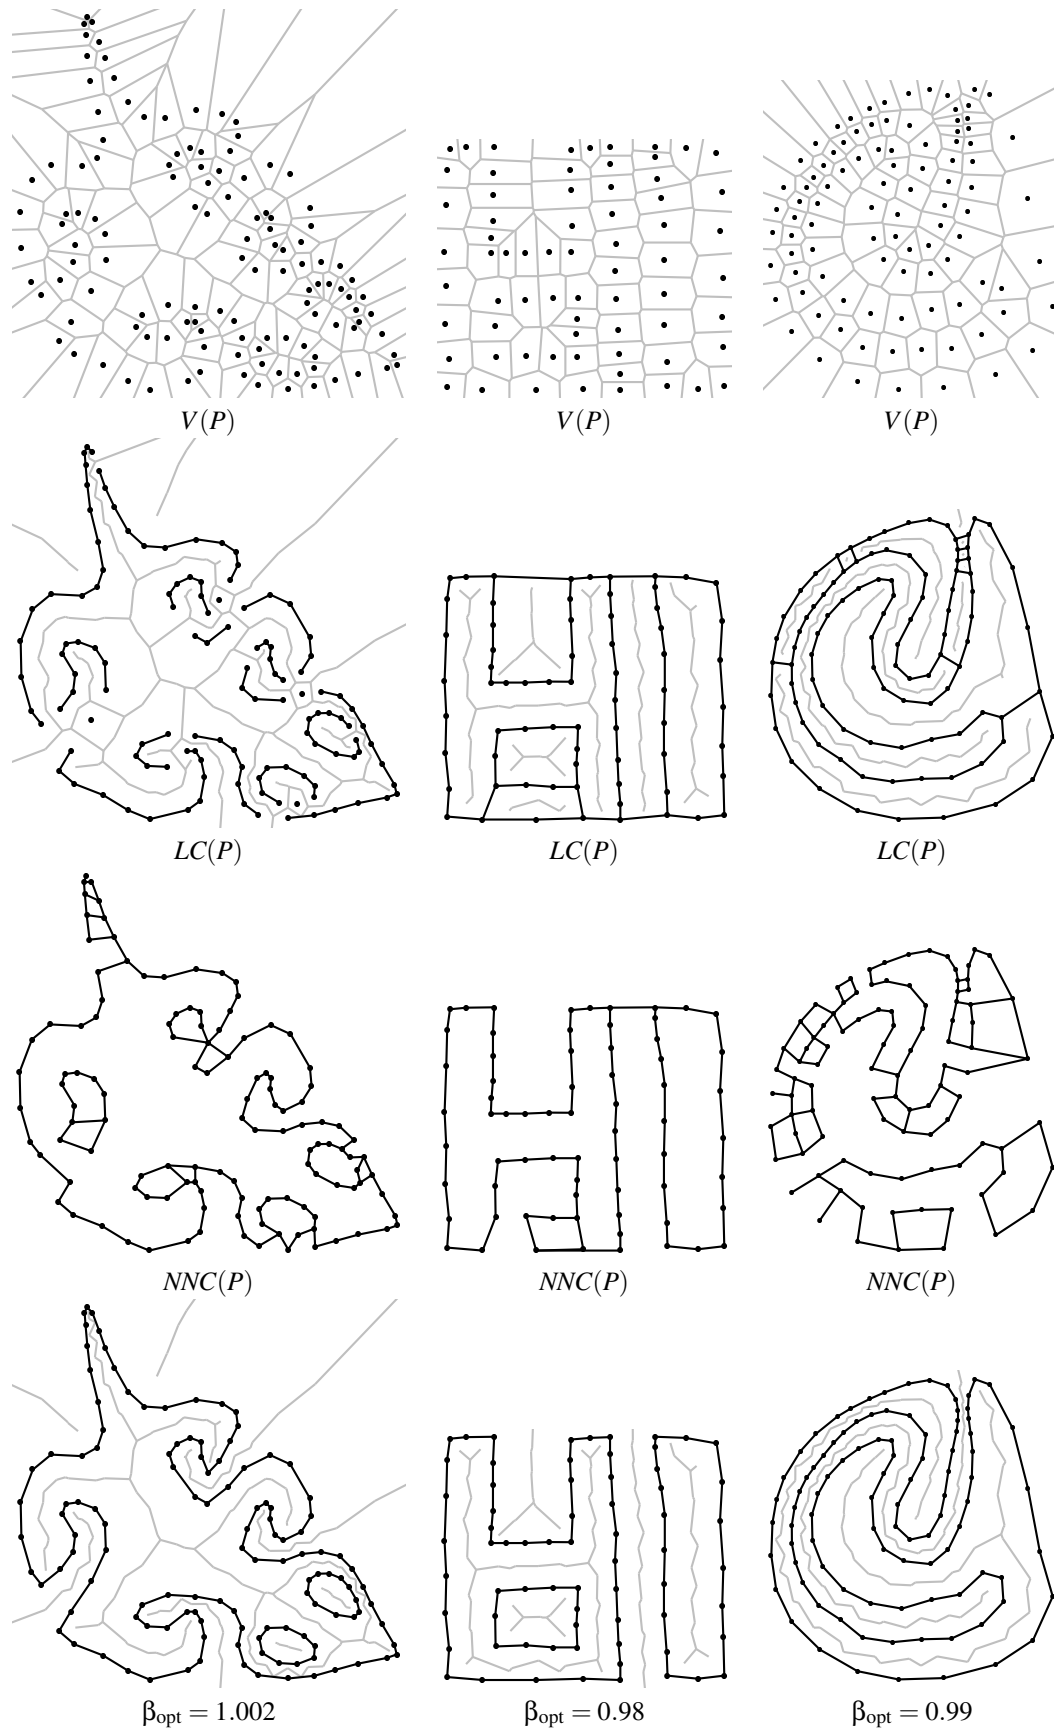 V(P) V(P) V(P)
LC(P) LC(P) LC(P)
NNC(P) NNC(P) NNC(P)
βopt = 1.002 βopt = 0.98 βopt = 0.99